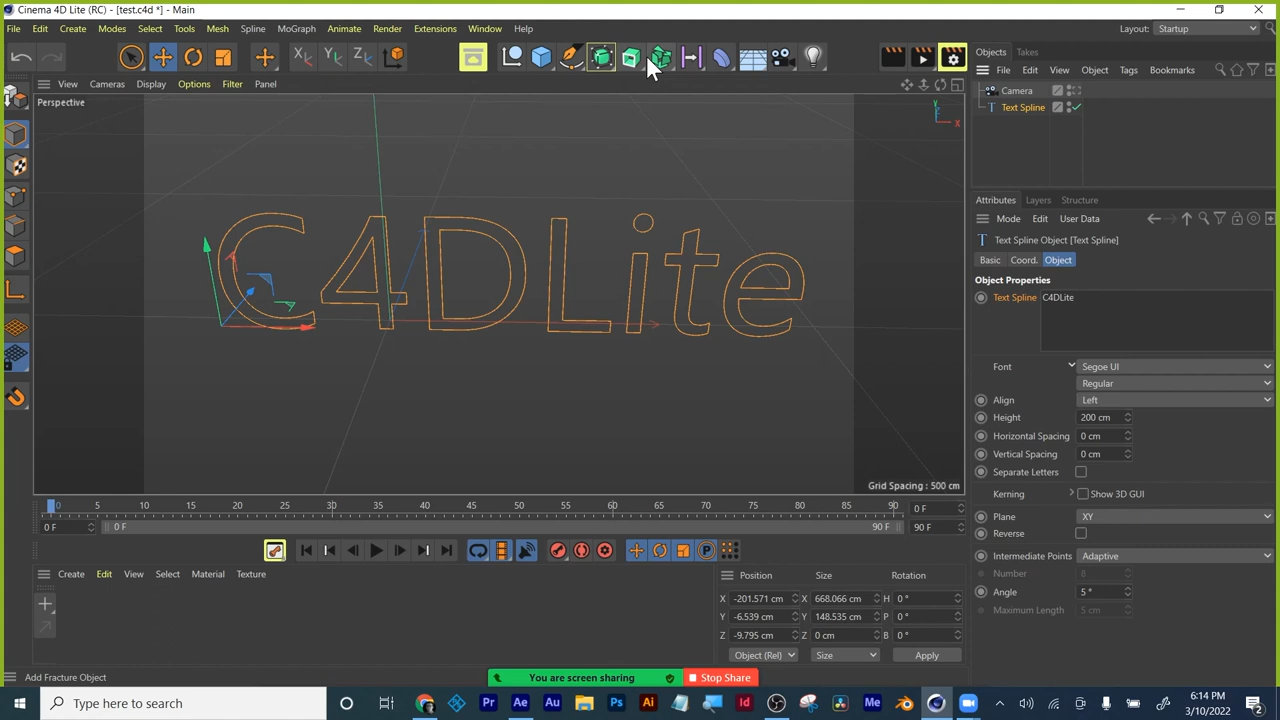 Cinema 4D Lite (RC) - [test.c4d *] - Main
File Edit Create Modes Select Tools Mesh Spline MoGraph Animate Render Extensions Window Help
Layout: Startup
X Y Z
View Cameras Display Options Filter Panel
Perspective
Y
X
C4DLite
Grid Spacing : 500 cm
Objects Takes
File Edit View Object Tags Bookmarks
Camera
Text Spline
Attributes Layers Structure
Mode Edit User Data
Text Spline Object [Text Spline]
Basic Coord. Object
Object Properties
Text Spline C4DLite
Font Segoe UI
Regular
Align Left
Height 200 cm
Horizontal Spacing 0 cm
Vertical Spacing 0 cm
Separate Letters
Kerning Show 3D GUI
Plane XY
Reverse
Intermediate Points Adaptive
Number 8
Angle 5 °
Maximum Length 5 cm
0 5 10 15 20 25 30 35 40 45 50 55 60 65 70 75 80 85 90 0 F
0 F 0 F 90 F 90 F
P
Create Edit View Select Material Texture
Position Size Rotation
X -201.571 cm X 668.066 cm H 0 °
Y -6.539 cm Y 148.535 cm P 0 °
Z -9.795 cm Z 0 cm B 0 °
Object (Rel) Size Apply
Add Fracture Object
You are screen sharing Stop Share
Type here to search
Pr Ae Au Ps Ai Id Me
6:14 PM
3/10/2022
2